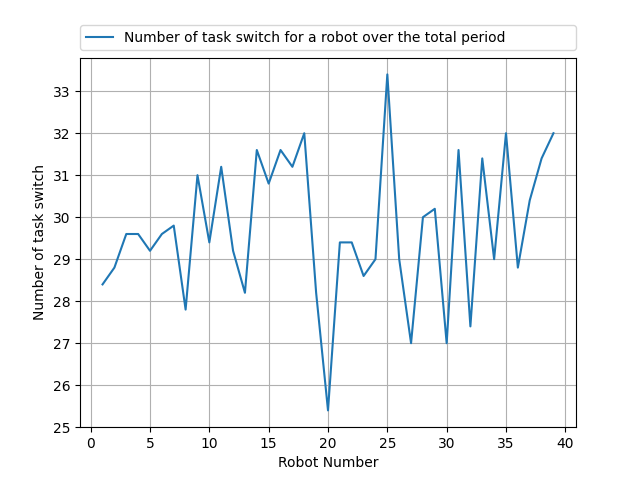 Number of task switch for a robot over the total period
33
32
31
30
29
28
27
26
25
Number of task switch
0 5 10 15 20 25 30 35 40
Robot Number